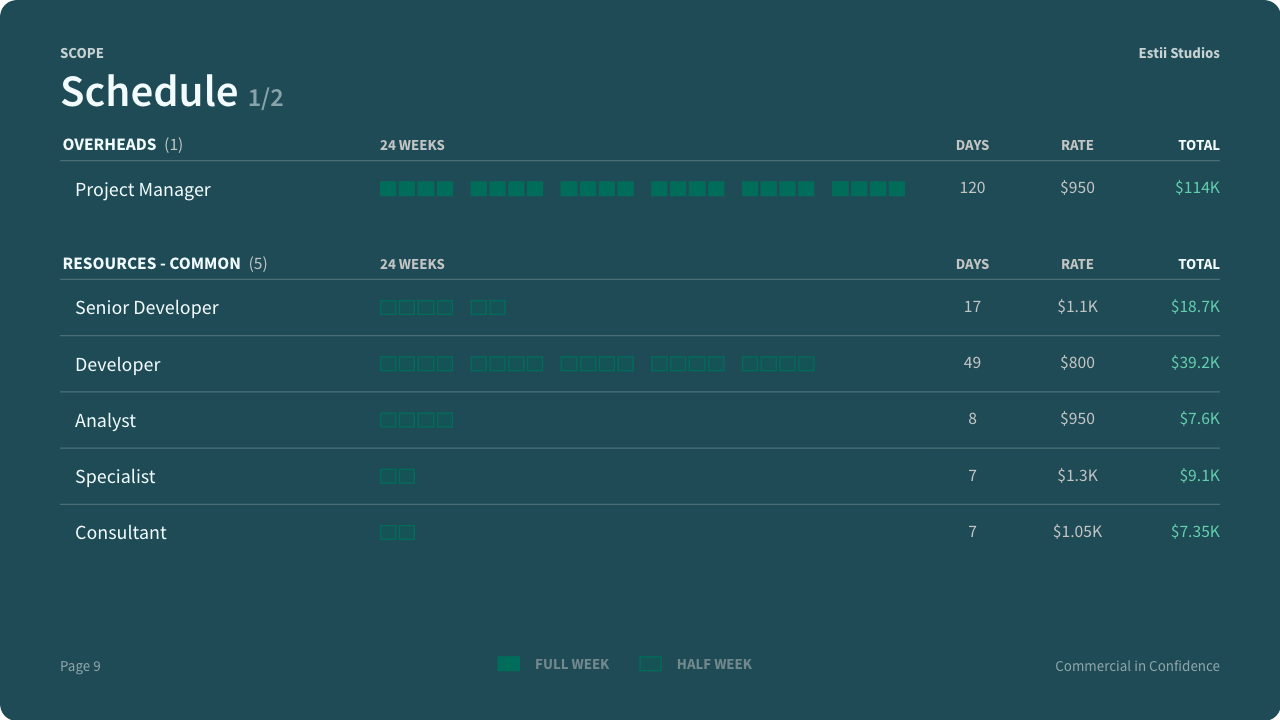 SCOPE
Estii Studios
Schedule 1/2
OVERHEADS (1) 24 WEEKS DAYS RATE TOTAL
Project Manager 120 $950 $114K
RESOURCES - COMMON (5) 24 WEEKS DAYS RATE TOTAL
Senior Developer 17 $1.1K $18.7K
Developer 49 $800 $39.2K
Analyst 8 $950 $7.6K
Specialist 7 $1.3K $9.1K
Consultant 7 $1.05K $7.35K
Page 9 FULL WEEK HALF WEEK Commercial in Confidence